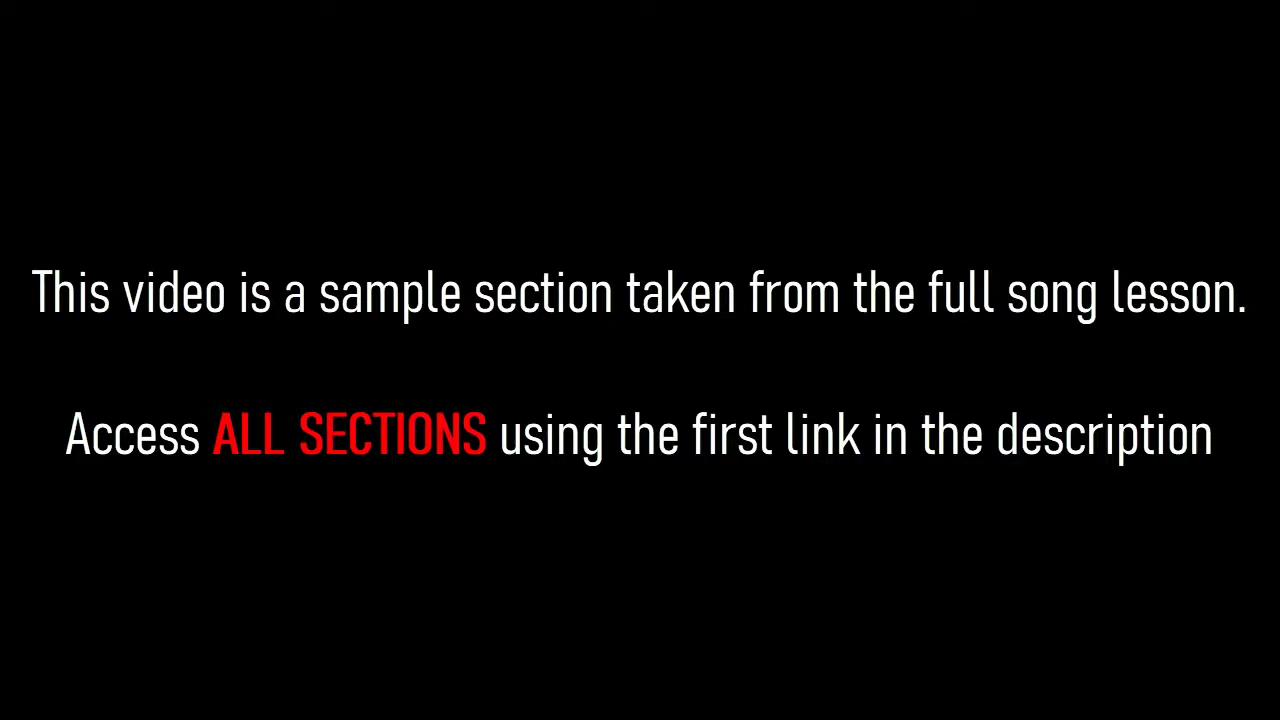 This video is a sample section taken from the full song lesson.
Access ALL SECTIONS using the first link in the description